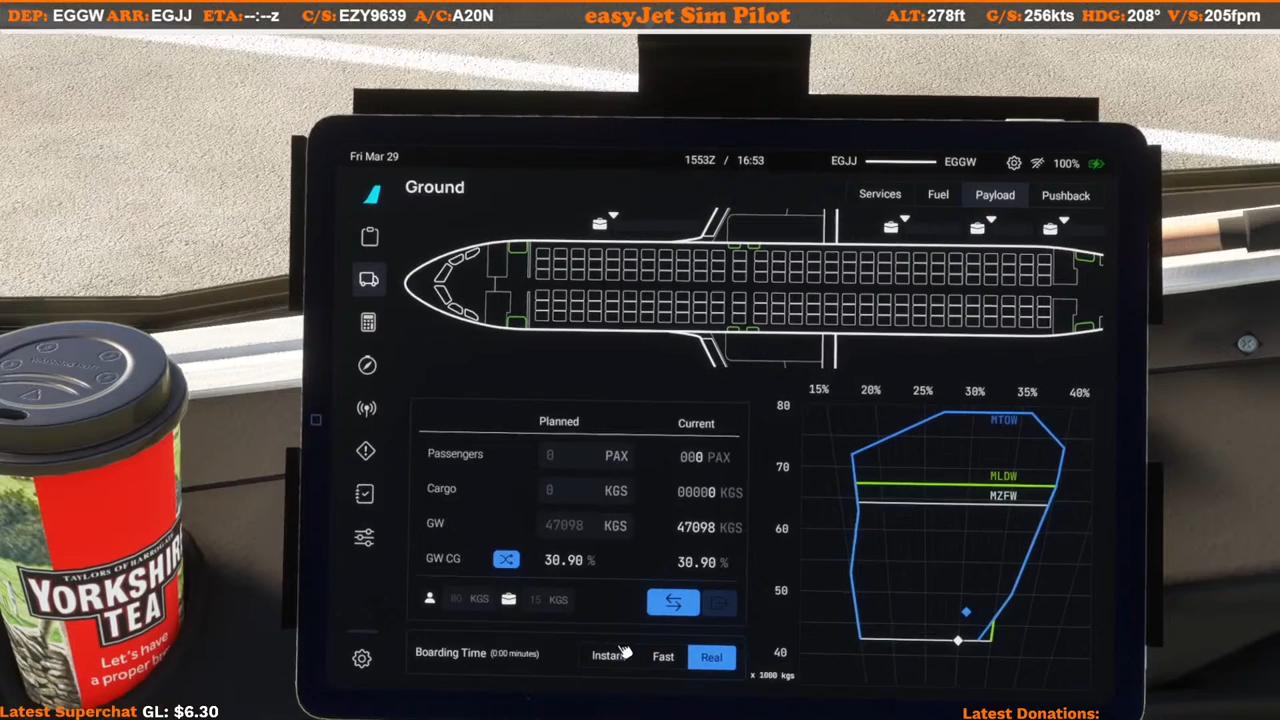 DEP: EGGW ARR: EGJJ ETA:--:--z C/S: EZY9639 A/C: A20N
easyJet Sim Pilot
ALT: 278ft G/S: 256kts HDG: 208° V/S: 205fpm
Fri Mar 29
1553Z / 16:53
EGJJ EGGW 100%
Ground
Services Fuel Payload Pushback
Planned Current
Passengers 0 PAX 000 PAX
Cargo 0 KGS 00000 KGS
GW 47098 KGS 47098 KGS
GW CG 30.90 % 30.90 %
80 KGS 15 KGS
Boarding Time (0:00 minutes) Instant Fast Real
15% 20% 25% 30% 35% 40%
80
MTOW
70
MLDW
MZFW
60
50
40
x 1000 kgs
TAYLORS OF HARROGATE
YORKSHIRE
TEA
Let's have
a proper
Latest Superchat GL: $6.30
Latest Donations: